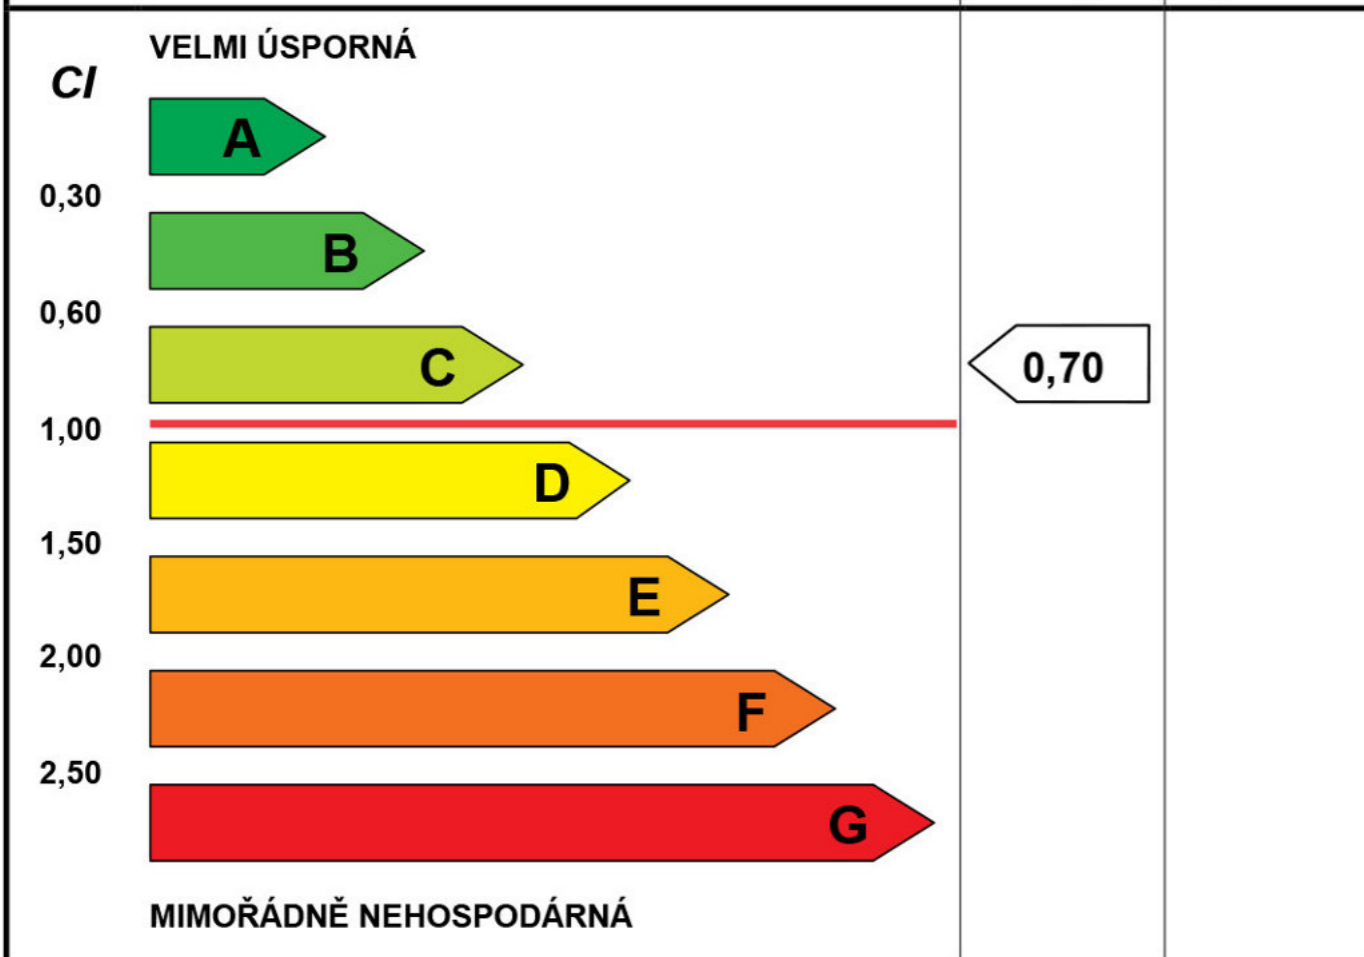 VELMI ÚSPORNÁ
CI
A
0,30
B
0,60
C
0,70
1,00
D
1,50
E
2,00
F
2,50
G
MIMOŘÁDNĚ NEHOSPODÁRNÁ